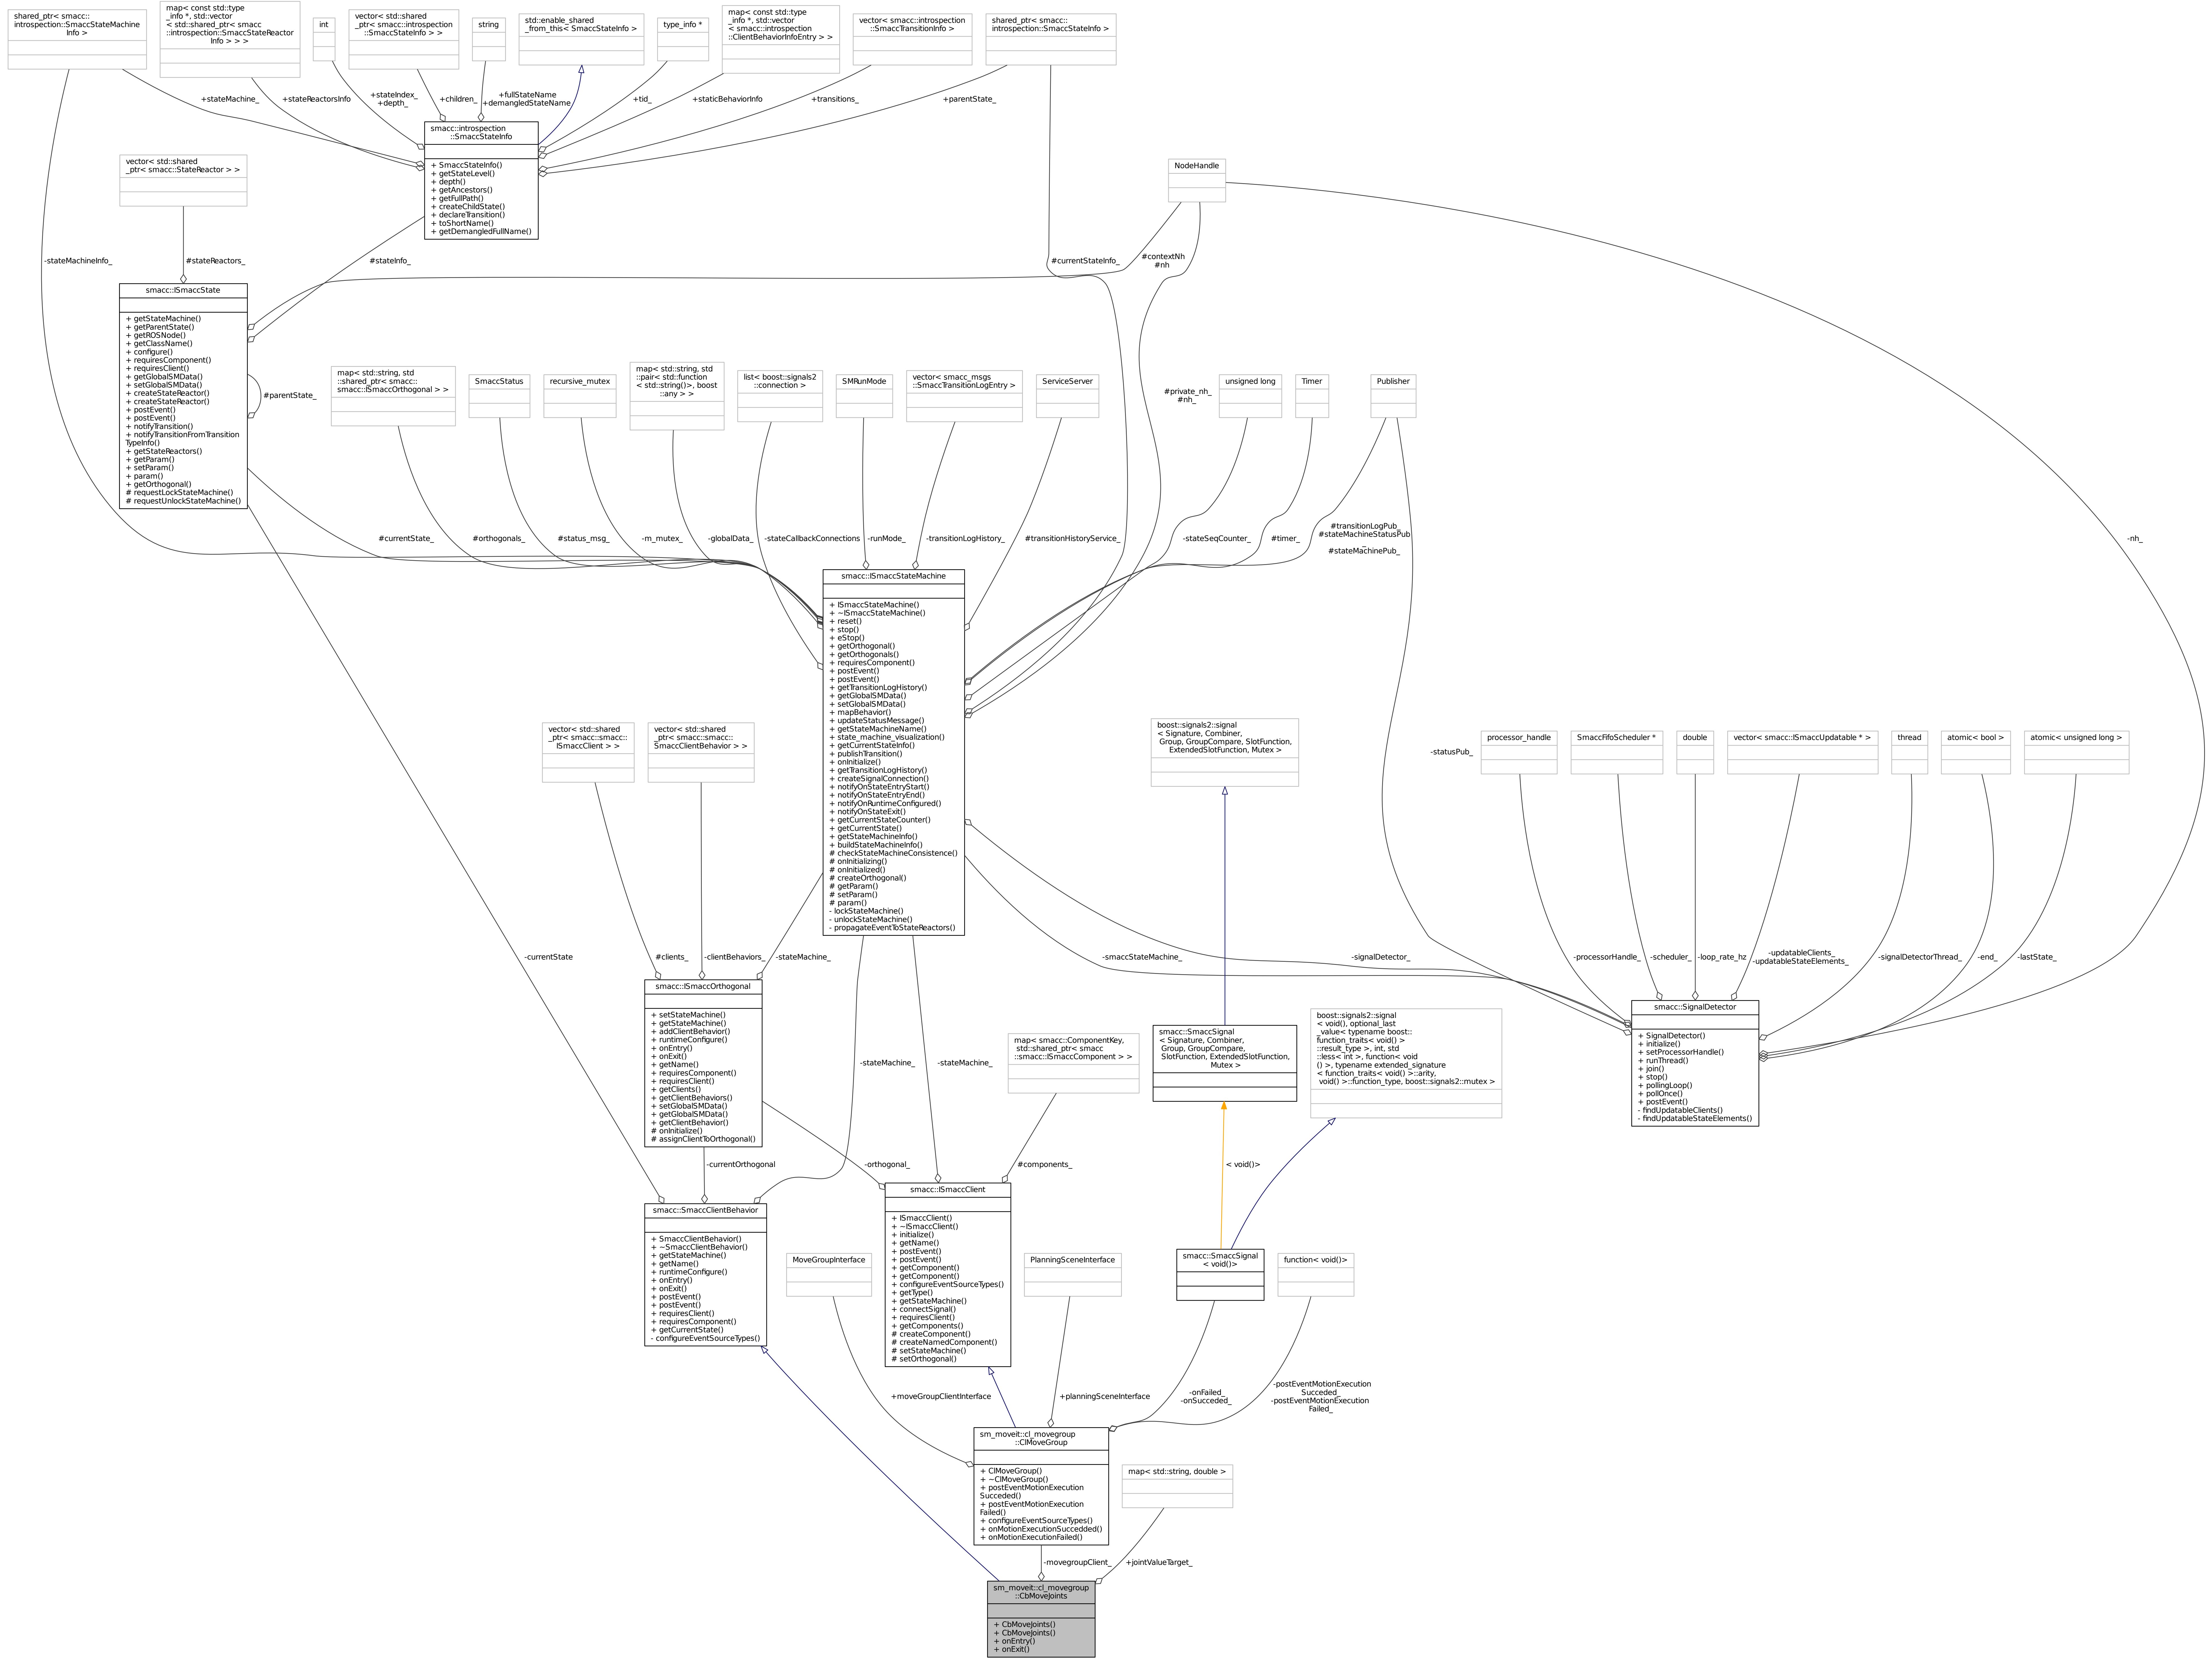 shared_ptr< smacc::
introspection::SmaccStateMachine
Info >
map< const std::type
_info *, std::vector
< std::shared_ptr< smacc
::introspection::SmaccStateReactor
Info > > >
int
vector< std::shared
_ptr< smacc::introspection
::SmaccStateInfo > >
string
std::enable_shared
_from_this< SmaccStateInfo >
type_info *
map< const std::type
_info *, std::vector
< smacc::introspection
::ClientBehaviorInfoEntry > >
vector< smacc::introspection
::SmaccTransitionInfo >
shared_ptr< smacc::
introspection::SmaccStateInfo >
+stateMachine_
+stateReactorsInfo
+stateIndex_
+depth_
+children_
+fullStateName
+demangledStateName
+tid_
+staticBehaviorInfo
+transitions_
+parentState_
smacc::introspection
::SmaccStateInfo
+ SmaccStateInfo()
+ getStateLevel()
+ depth()
+ getAncestors()
+ getFullPath()
+ createChildState()
+ declareTransition()
+ toShortName()
+ getDemangledFullName()
vector< std::shared
_ptr< smacc::StateReactor > >
NodeHandle
-stateMachineInfo_
#stateReactors_
#stateInfo_
#currentStateInfo_
#contextNh
#nh
smacc::ISmaccState
+ getStateMachine()
+ getParentState()
+ getROSNode()
+ getClassName()
+ configure()
+ requiresComponent()
+ requiresClient()
+ getGlobalSMData()
+ setGlobalSMData()
+ createStateReactor()
+ createStateReactor()
+ postEvent()
+ postEvent()
+ notifyTransition()
+ notifyTransitionFromTransition
TypeInfo()
+ getStateReactors()
+ getParam()
+ setParam()
+ param()
+ getOrthogonal()
# requestLockStateMachine()
# requestUnlockStateMachine()
#parentState_
map< std::string, std
::shared_ptr< smacc::
smacc::ISmaccOrthogonal > >
SmaccStatus
recursive_mutex
map< std::string, std
::pair< std::function
< std::string()>, boost
::any > >
list< boost::signals2
::connection >
SMRunMode
vector< smacc_msgs
::SmaccTransitionLogEntry >
ServiceServer
#private_nh_
#nh_
unsigned long
Timer
Publisher
#currentState_
#orthogonals_
#status_msg_
-m_mutex_
-globalData_
-stateCallbackConnections
-runMode_
-transitionLogHistory_
#transitionHistoryService_
-stateSeqCounter_
#timer_
#transitionLogPub_
#stateMachineStatusPub
_
#stateMachinePub_
-nh_
smacc::ISmaccStateMachine
+ ISmaccStateMachine()
+ ~ISmaccStateMachine()
+ reset()
+ stop()
+ eStop()
+ getOrthogonal()
+ getOrthogonals()
+ requiresComponent()
+ postEvent()
+ postEvent()
+ getTransitionLogHistory()
+ getGlobalSMData()
+ setGlobalSMData()
+ mapBehavior()
+ updateStatusMessage()
+ getStateMachineName()
+ state_machine_visualization()
+ getCurrentStateInfo()
+ publishTransition()
+ onInitialize()
+ getTransitionLogHistory()
+ createSignalConnection()
+ notifyOnStateEntryStart()
+ notifyOnStateEntryEnd()
+ notifyOnRuntimeConfigured()
+ notifyOnStateExit()
+ getCurrentStateCounter()
+ getCurrentState()
+ getStateMachineInfo()
+ buildStateMachineInfo()
# checkStateMachineConsistence()
# onInitializing()
# onInitialized()
# createOrthogonal()
# getParam()
# setParam()
# param()
- lockStateMachine()
- unlockStateMachine()
- propagateEventToStateReactors()
vector< std::shared
_ptr< smacc::smacc::
ISmaccClient > >
vector< std::shared
_ptr< smacc::smacc::
SmaccClientBehavior > >
boost::signals2::signal
< Signature, Combiner,
Group, GroupCompare, SlotFunction,
ExtendedSlotFunction, Mutex >
-statusPub_
processor_handle
SmaccFifoScheduler *
double
vector< smacc::ISmaccUpdatable * >
thread
atomic< bool >
atomic< unsigned long >
-currentState
#clients_
-clientBehaviors_
-stateMachine_
-smaccStateMachine_
-signalDetector_
-processorHandle_
-scheduler_
-loop_rate_hz
-updatableClients_
-updatableStateElements_
-signalDetectorThread_
-end_
-lastState_
smacc::ISmaccOrthogonal
+ setStateMachine()
+ getStateMachine()
+ addClientBehavior()
+ runtimeConfigure()
+ onEntry()
+ onExit()
+ getName()
+ requiresComponent()
+ requiresClient()
+ getClients()
+ getClientBehaviors()
+ setGlobalSMData()
+ getGlobalSMData()
+ getClientBehavior()
# onInitialize()
# assignClientToOrthogonal()
smacc::SignalDetector
+ SignalDetector()
+ initialize()
+ setProcessorHandle()
+ runThread()
+ join()
+ stop()
+ pollingLoop()
+ pollOnce()
+ postEvent()
- findUpdatableClients()
- findUpdatableStateElements()
-stateMachine_
-stateMachine_
map< smacc::ComponentKey,
std::shared_ptr< smacc
::smacc::ISmaccComponent > >
smacc::SmaccSignal
< Signature, Combiner,
Group, GroupCompare,
SlotFunction, ExtendedSlotFunction,
Mutex >
boost::signals2::signal
< void(), optional_last
_value< typename boost::
function_traits< void() >
::result_type >, int, std
::less< int >, function< void
() >, typename extended_signature
< function_traits< void() >::arity,
void() >::function_type, boost::signals2::mutex >
-currentOrthogonal
-orthogonal_
#components_
< void()>
smacc::SmaccClientBehavior
+ SmaccClientBehavior()
+ ~SmaccClientBehavior()
+ getStateMachine()
+ getName()
+ runtimeConfigure()
+ onEntry()
+ onExit()
+ postEvent()
+ postEvent()
+ requiresClient()
+ requiresComponent()
+ getCurrentState()
- configureEventSourceTypes()
MoveGroupInterface
smacc::ISmaccClient
+ ISmaccClient()
+ ~ISmaccClient()
+ initialize()
+ getName()
+ postEvent()
+ postEvent()
+ getComponent()
+ getComponent()
+ configureEventSourceTypes()
+ getType()
+ getStateMachine()
+ connectSignal()
+ requiresClient()
+ getComponents()
# createComponent()
# createNamedComponent()
# setStateMachine()
# setOrthogonal()
PlanningSceneInterface
smacc::SmaccSignal
< void()>
function< void()>
+moveGroupClientInterface
+planningSceneInterface
-onFailed_
-onSucceded_
-postEventMotionExecution
Succeded_
-postEventMotionExecution
Failed_
sm_moveit::cl_movegroup
::ClMoveGroup
+ ClMoveGroup()
+ ~ClMoveGroup()
+ postEventMotionExecution
Succeded()
+ postEventMotionExecution
Failed()
+ configureEventSourceTypes()
+ onMotionExecutionSuccedded()
+ onMotionExecutionFailed()
map< std::string, double >
-movegroupClient_
+jointValueTarget_
sm_moveit::cl_movegroup
::CbMoveJoints
+ CbMoveJoints()
+ CbMoveJoints()
+ onEntry()
+ onExit()